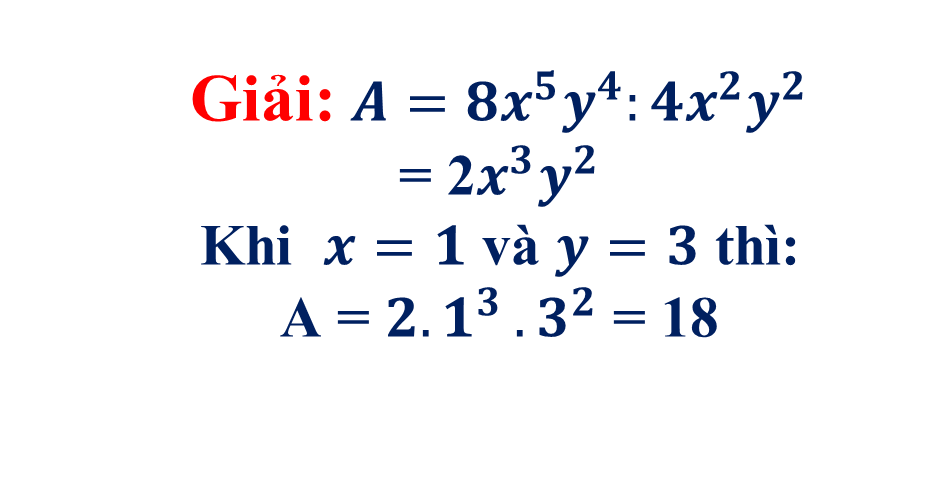 Giải: A = 8x⁵y⁴: 4x²y²
= 2x³y²
Khi x = 1 và y = 3 thì:
A = 2. 1³ . 3² = 18